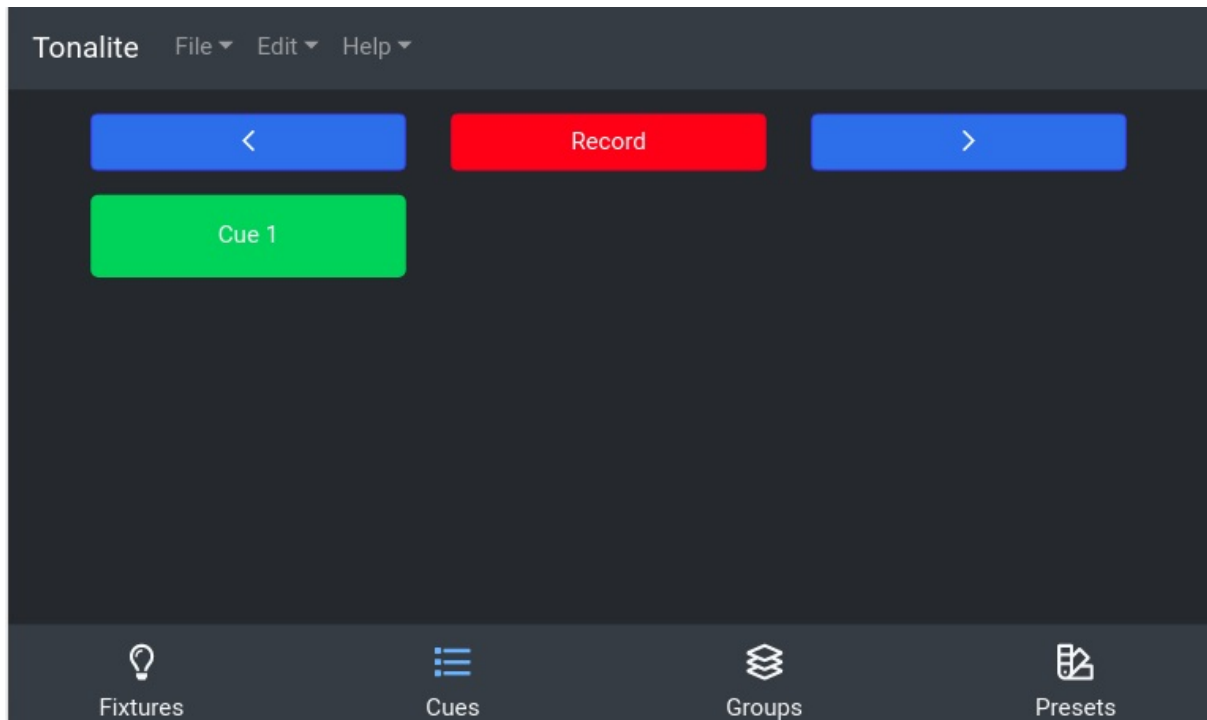 Tonalite File Edit Help
< Record >
Cue 1
Fixtures Cues Groups Presets